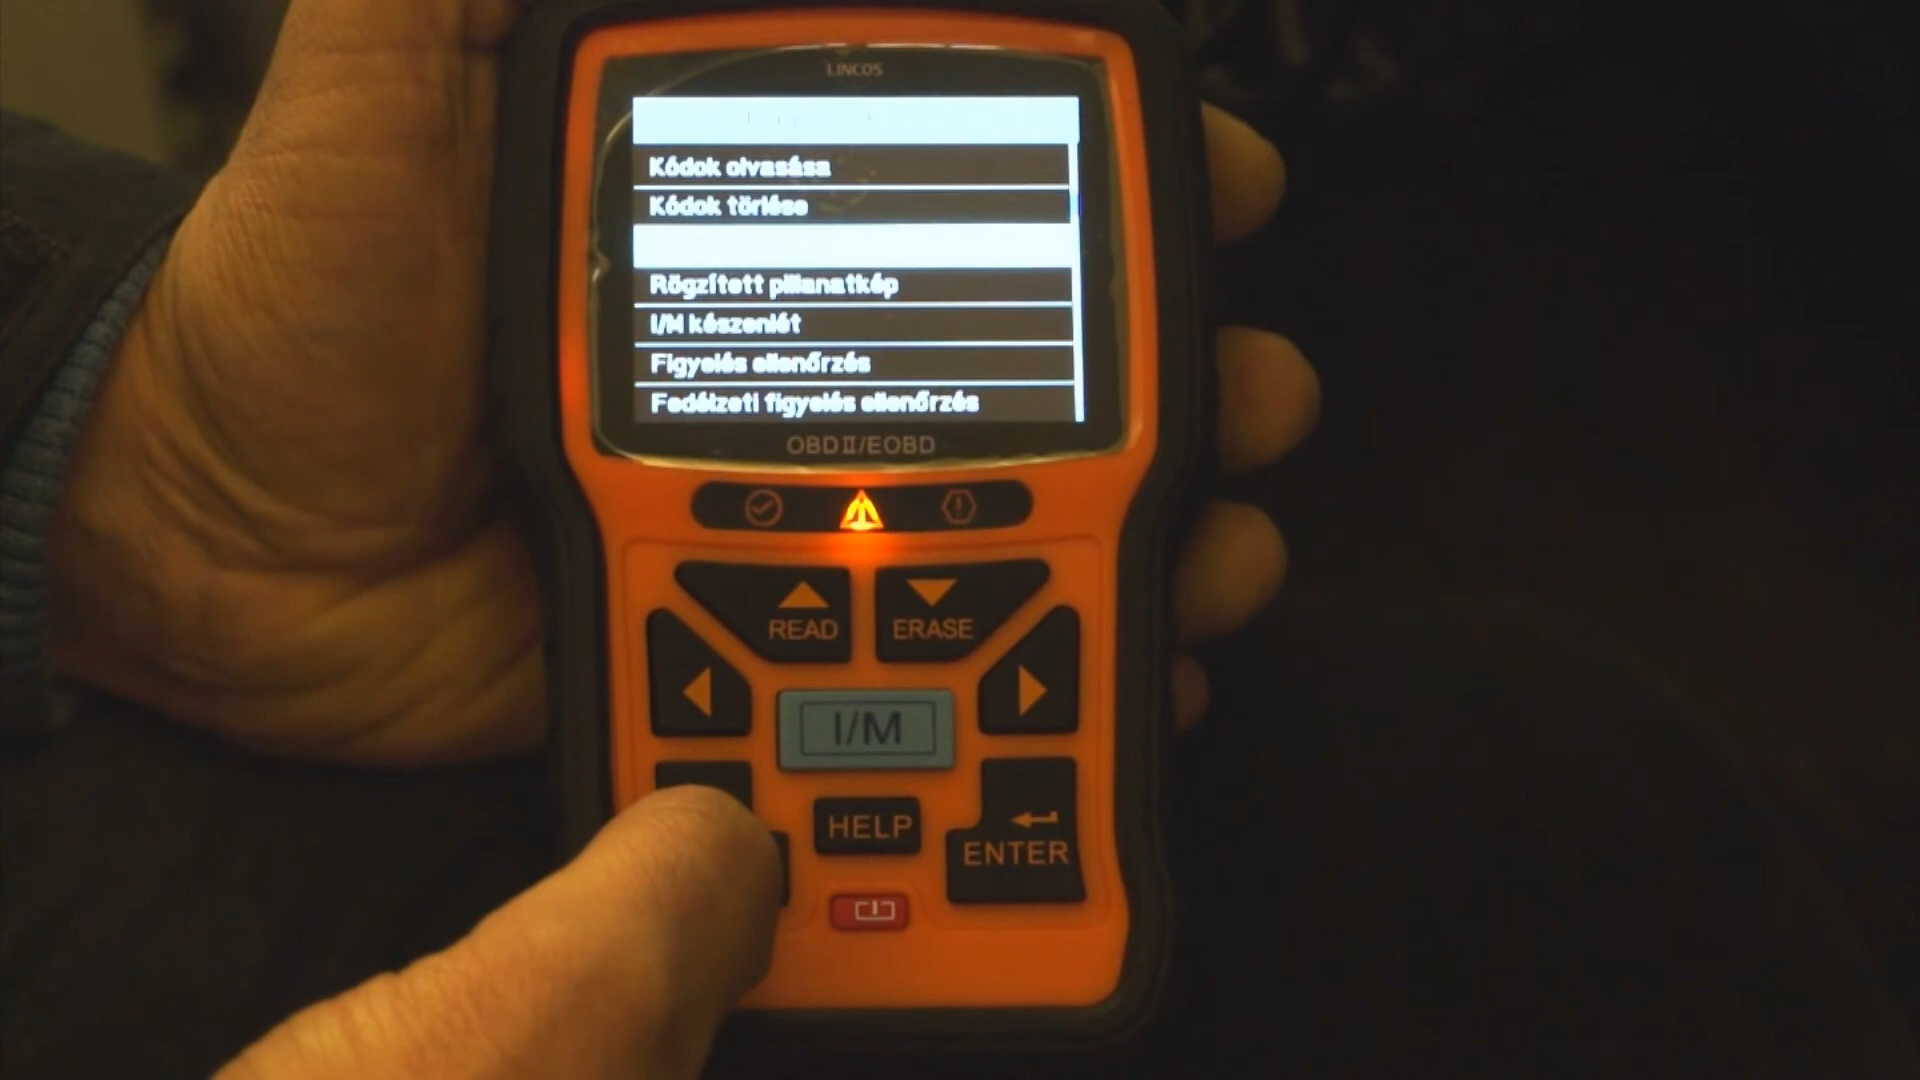 LINCOS
Kódok olvasása
Kódok törlése
Rögzített pillanatkép
I/M készenlét
Figyelés ellenőrzés
Fedélzeti figyelés ellenőrzés
OBDII/EOBD
READ
ERASE
I/M
HELP
ENTER